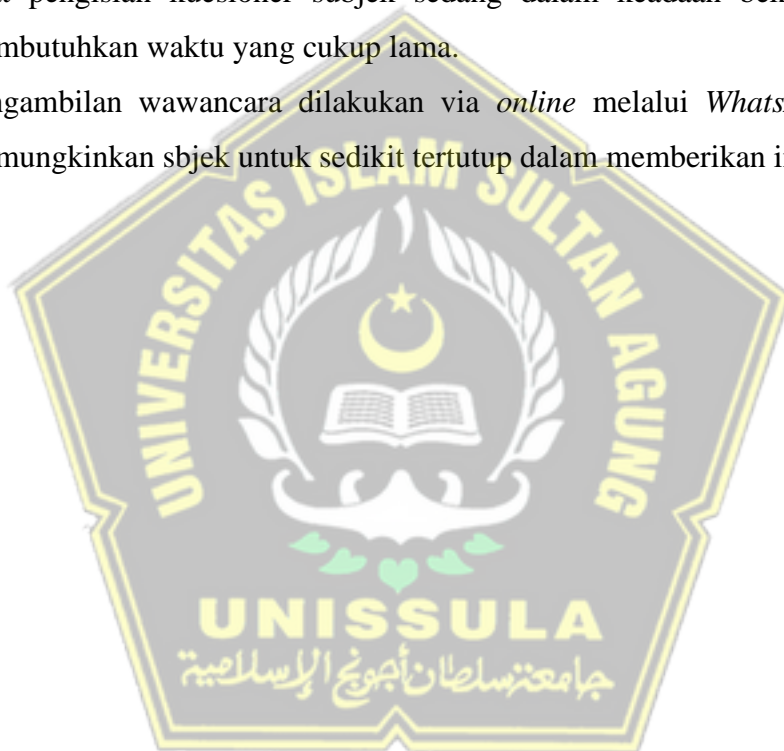 pengisian kuesioner subjek sedang dalam keadaan ber
mbutuhkan waktu yang cukup lama.
ngambilan wawancara dilakukan via online melalui Whats
mungkinkan sbjek untuk sedikit tertutup dalam memberikan i
UNIVERSITAS ISLAM SULTAN AGUNG
UNISSULA
جامعة سلطان أجونج الإسلامية